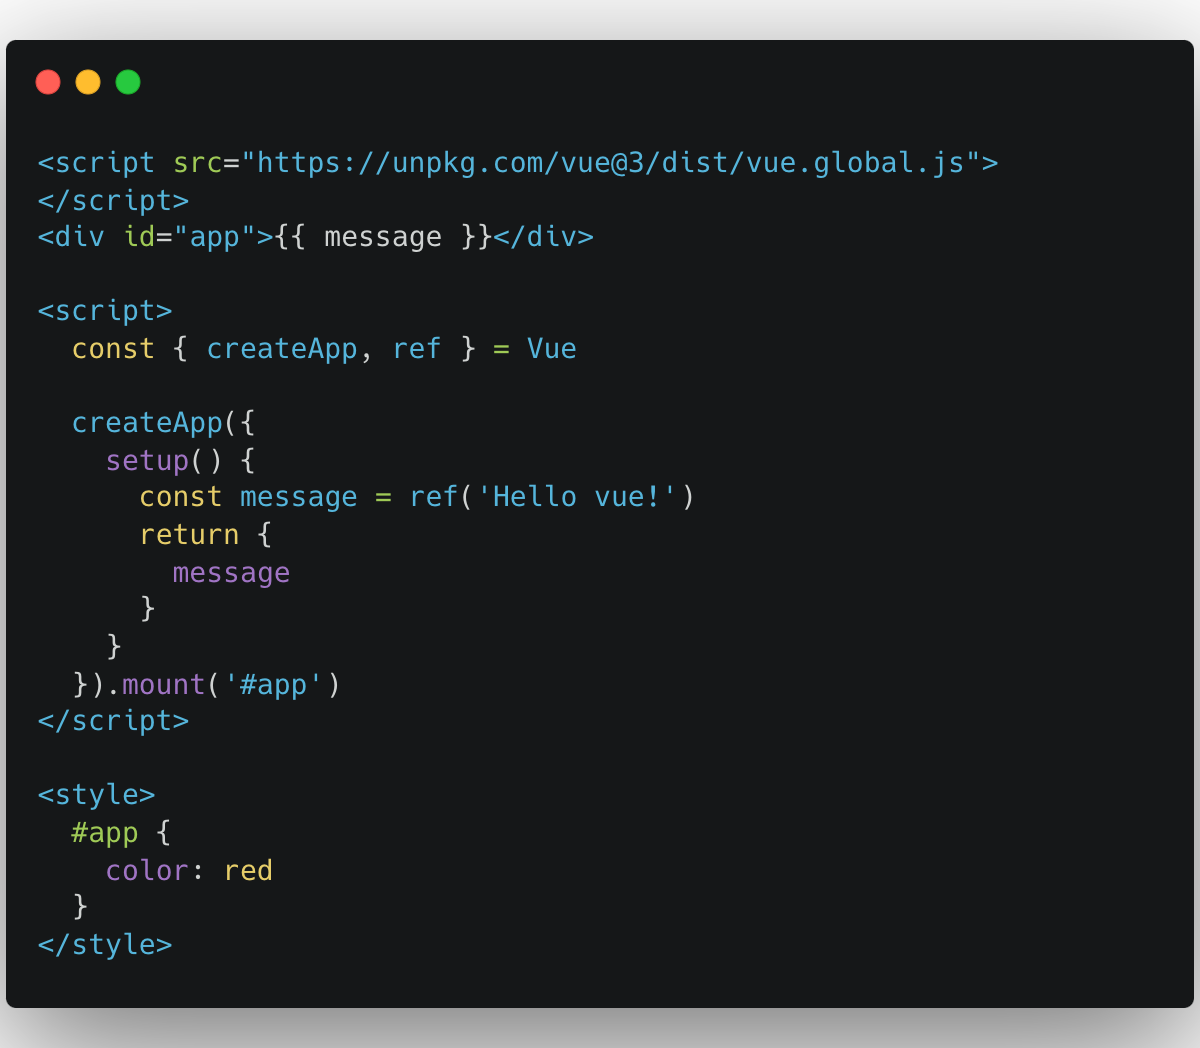 <script src="https://unpkg.com/vue@3/dist/vue.global.js">
</script>
<div id="app">{{ message }}</div>

<script>
  const { createApp, ref } = Vue

  createApp({
    setup() {
      const message = ref('Hello vue!')
      return {
        message
      }
    }
  }).mount('#app')
</script>

<style>
  #app {
    color: red
  }
</style>